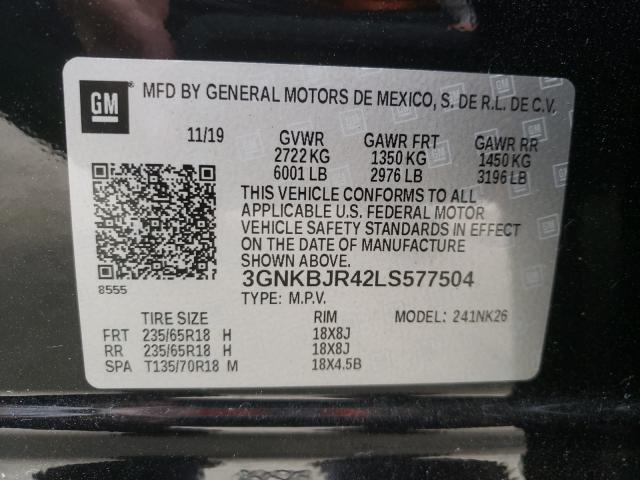 GM
MFD BY GENERAL MOTORS DE MEXICO, S. DE R.L. DE C.V.
11/19 GVWR GAWR FRT GAWR RR
2722 KG 1350 KG 1450 KG
6001 LB 2976 LB 3196 LB
THIS VEHICLE CONFORMS TO ALL
APPLICABLE U.S. FEDERAL MOTOR
VEHICLE SAFETY STANDARDS IN EFFECT
ON THE DATE OF MANUFACTURE
SHOWN ABOVE.
3GNKBJR42LS577504
8555
TYPE: M.P.V.
TIRE SIZE RIM MODEL: 241NK26
FRT 235/65R18 H 18X8J
RR 235/65R18 H 18X8J
SPA T135/70R18 M 18X4.5B